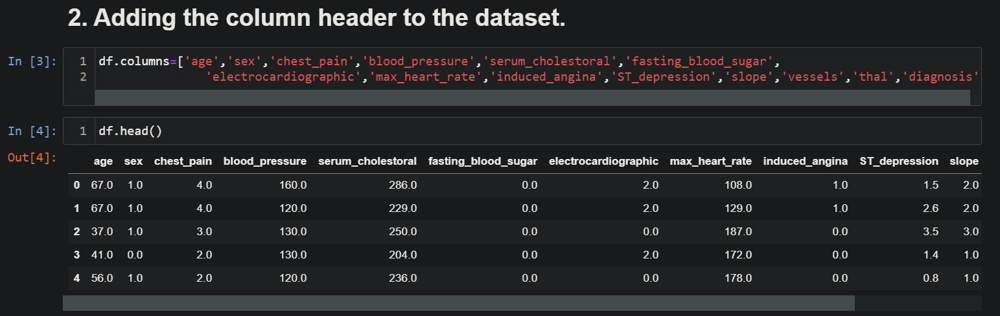 2. Adding the column header to the dataset.
In [3]:
1 df.columns=['age','sex','chest_pain','blood_pressure','serum_cholestoral','fasting_blood_sugar',
2 'electrocardiographic','max_heart_rate','induced_angina','ST_depression','slope','vessels','thal','diagnosis'
In [4]:
1 df.head()
Out[4]:
age sex chest_pain blood_pressure serum_cholestoral fasting_blood_sugar electrocardiographic max_heart_rate induced_angina ST_depression slope
0 67.0 1.0 4.0 160.0 286.0 0.0 2.0 108.0 1.0 1.5 2.0
1 67.0 1.0 4.0 120.0 229.0 0.0 2.0 129.0 1.0 2.6 2.0
2 37.0 1.0 3.0 130.0 250.0 0.0 0.0 187.0 0.0 3.5 3.0
3 41.0 0.0 2.0 130.0 204.0 0.0 2.0 172.0 0.0 1.4 1.0
4 56.0 1.0 2.0 120.0 236.0 0.0 0.0 178.0 0.0 0.8 1.0